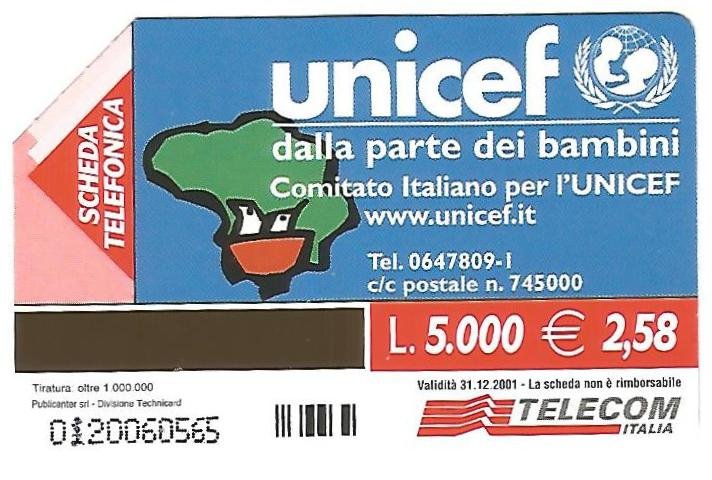 unicef
dalla parte dei bambini
Comitato Italiano per l'UNICEF
www.unicef.it
Tel. 0647809-1
c/c postale n. 745000
SCHEDA
TELEFONICA
L. 5.000 € 2,58
Tiratura: oltre 1.000.000
Publicenter srl - Divisione Technicard
Validità 31.12.2001 - La scheda non è rimborsabile
TELECOM
ITALIA
0120060565